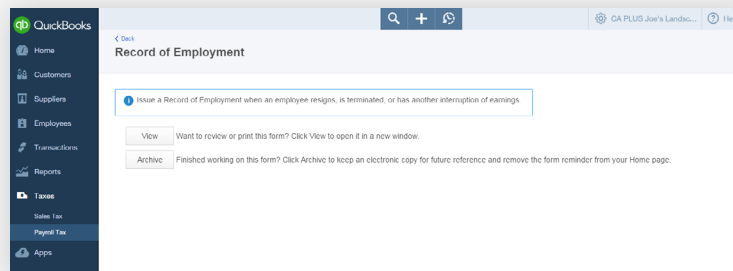 QuickBooks
CA PLUG Joe's Landsc...
Back
Record of Employment
Home
Customers
Suppliers
Employees
Transactions
Reports
Taxes
Sales Tax
Payroll Tax
Apps
Issue a Record of Employment when an employee resigns, is terminated, or has another interruption of earnings
View Want to review or print this form? Click View to open it in a new window.
Archive Finished working on this form? Click Archive to keep an electronic copy for future reference and remove the form reminder from your Home page.